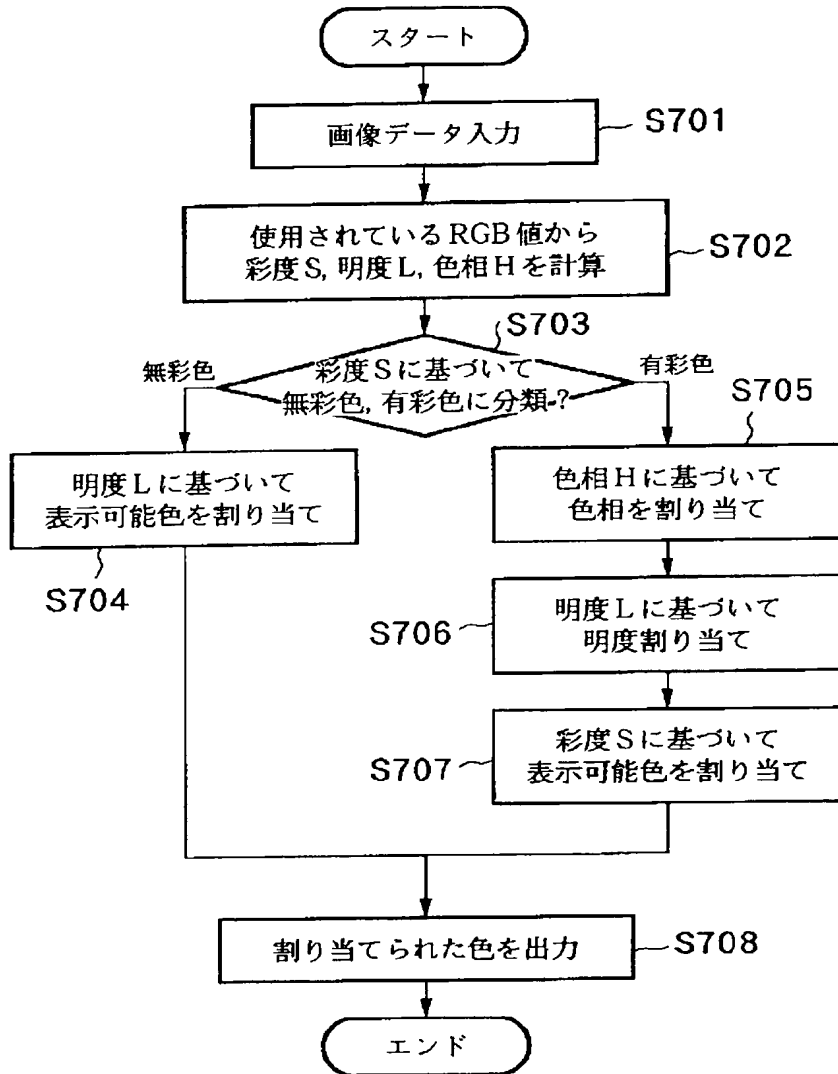 スタート
画像データ入力
S701
使用されているRGB値から
彩度S, 明度L, 色相Hを計算
S702
S703
彩度Sに基づいて
無彩色, 有彩色に分類?
無彩色
有彩色
明度Lに基づいて
表示可能色を割り当て
S704
S705
色相Hに基づいて
色相を割り当て
S706
明度Lに基づいて
明度割り当て
S707
彩度Sに基づいて
表示可能色を割り当て
割り当てられた色を出力
S708
エンド